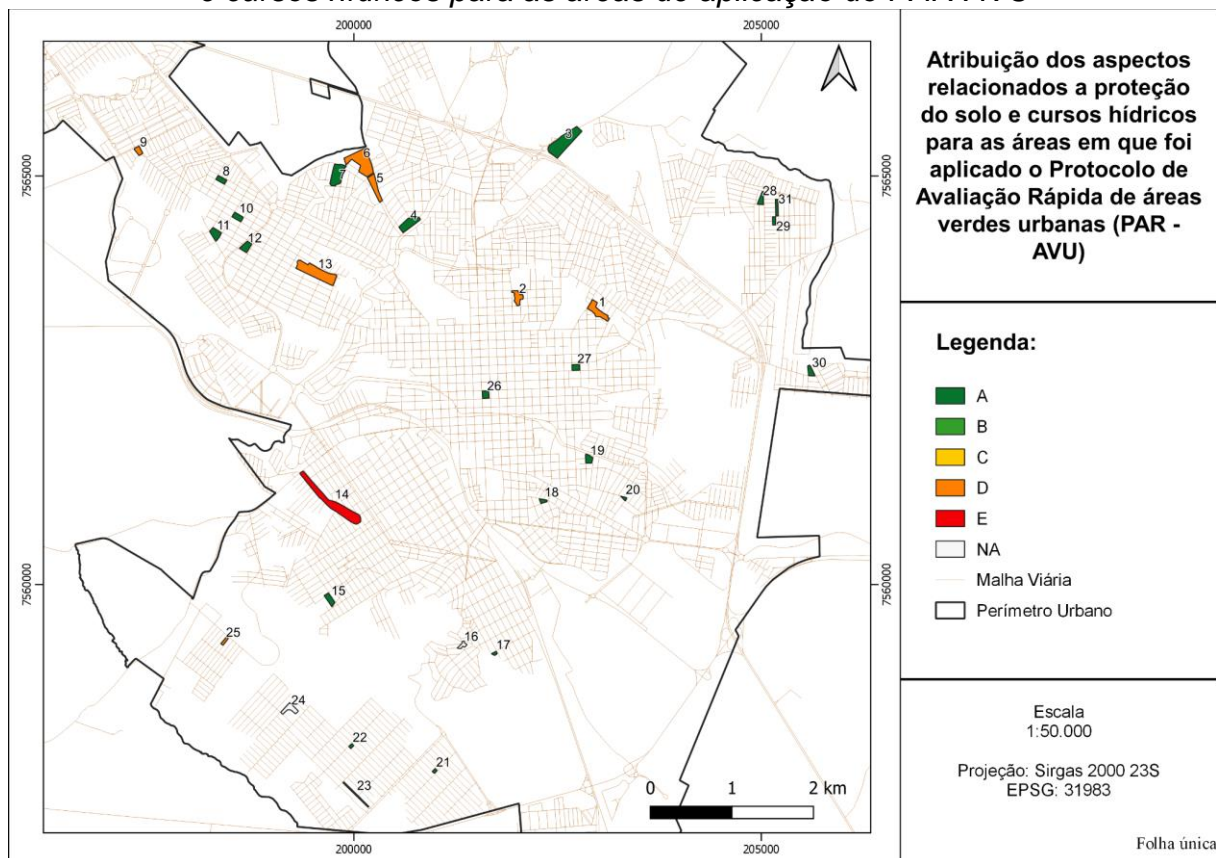 e cursos hídricos para as áreas de aplicação do PAR AVU
200000
205000
Atribuição dos aspectos
relacionados a proteção
do solo e cursos hídricos
para as áreas em que foi
aplicado o Protocolo de
Avaliação Rápida de áreas
verdes urbanas (PAR -
AVU)
3
9
6
7565000
7
5
7565000
8
28
31
10
4
29
11
12
13
2
1
27
30
26
19
14
18
20
7560000
15
7560000
25
16
17
24
22
21
23
0
1
2 km
200000
205000
Legenda:
A
B
C
D
E
NA
Malha Viária
Perímetro Urbano
Escala
1:50.000
Projeção: Sirgas 2000 23S
EPSG: 31983
Folha única